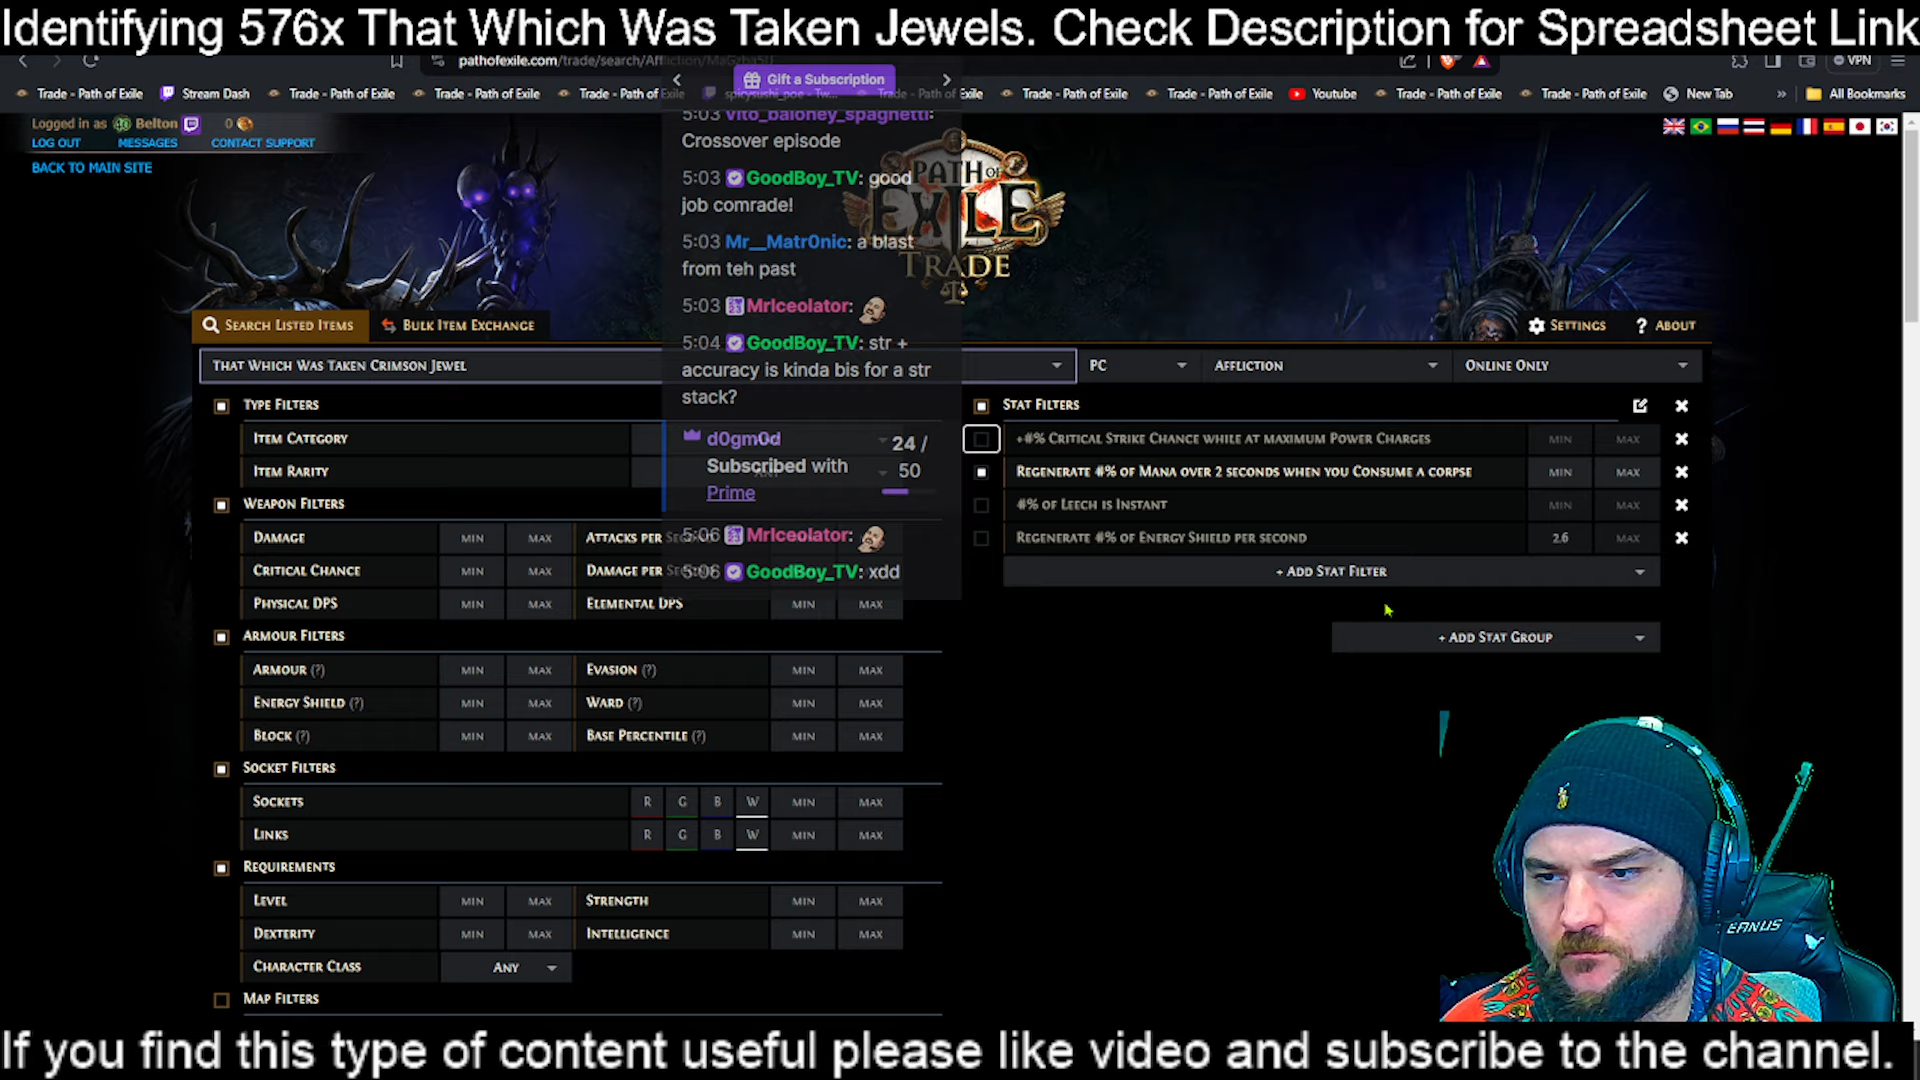 Identifying 576x That Which Was Taken Jewels. Check Description for Spreadsheet Link
pathofexile.com/trade/search/Affliction/
VPN
Trade - Path of Exile
Stream Dash
Trade - Path of Exile
Trade - Path of Exile
Trade - Path of Exile
spicysushi_poe - Tw...
Trade - Path of Exile
Trade - Path of Exile
Trade - Path of Exile
Youtube
Trade - Path of Exile
Trade - Path of Exile
New Tab
All Bookmarks
Gift a Subscription
Logged in as Belton 0
LOG OUT MESSAGES CONTACT SUPPORT
BACK TO MAIN SITE
5:03 vito_baloney_spaghetti:
Crossover episode
5:03 GoodBoy_TV: good
job comrade!
5:03 Mr__Matr0nic: a blast
from teh past
5:03 MrIceolator:
5:04 GoodBoy_TV: str +
accuracy is kinda bis for a str
stack?
d0gm0d
Subscribed with
Prime
24 /
50
5:06 MrIceolator:
5:06 GoodBoy_TV: xdd
PATH OF
EXILE
TRADE
SEARCH LISTED ITEMS
BULK ITEM EXCHANGE
SETTINGS
? ABOUT
THAT WHICH WAS TAKEN CRIMSON JEWEL
PC
AFFLICTION
ONLINE ONLY
TYPE FILTERS
ITEM CATEGORY
ITEM RARITY
ANY
WEAPON FILTERS
DAMAGE MIN MAX ATTACKS PER SECOND
CRITICAL CHANCE MIN MAX DAMAGE PER SECOND
PHYSICAL DPS MIN MAX ELEMENTAL DPS MIN MAX
ARMOUR FILTERS
ARMOUR (?) MIN MAX EVASION (?) MIN MAX
ENERGY SHIELD (?) MIN MAX WARD (?) MIN MAX
BLOCK (?) MIN MAX BASE PERCENTILE (?) MIN MAX
SOCKET FILTERS
SOCKETS R G B W MIN MAX
LINKS R G B W MIN MAX
REQUIREMENTS
LEVEL MIN MAX STRENGTH MIN MAX
DEXTERITY MIN MAX INTELLIGENCE MIN MAX
CHARACTER CLASS ANY
MAP FILTERS
STAT FILTERS
+#% CRITICAL STRIKE CHANCE WHILE AT MAXIMUM POWER CHARGES MIN MAX
REGENERATE #% OF MANA OVER 2 SECONDS WHEN YOU CONSUME A CORPSE MIN MAX
#% OF LEECH IS INSTANT MIN MAX
REGENERATE #% OF ENERGY SHIELD PER SECOND 2.6 MAX
+ ADD STAT FILTER
+ ADD STAT GROUP
If you find this type of content useful please like video and subscribe to the channel.